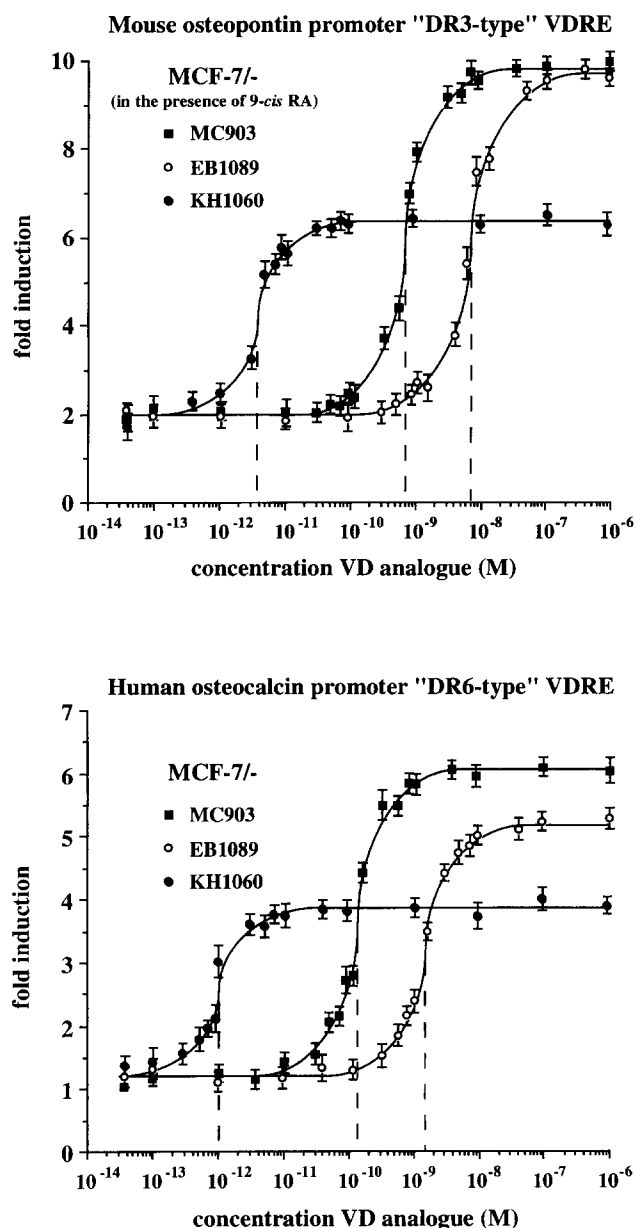 Mouse osteopontin promoter "DR3-type" VDRE
MCF-7/-
(in the presence of 9-cis RA)
MC903
EB1089
KH1060
fold induction
10
8
6
4
2
0
10⁻¹⁴ 10⁻¹³ 10⁻¹² 10⁻¹¹ 10⁻¹⁰ 10⁻⁹ 10⁻⁸ 10⁻⁷ 10⁻⁶
concentration VD analogue (M)
Human osteocalcin promoter "DR6-type" VDRE
MCF-7/-
MC903
EB1089
KH1060
fold induction
7
6
5
4
3
2
1
0
10⁻¹⁴ 10⁻¹³ 10⁻¹² 10⁻¹¹ 10⁻¹⁰ 10⁻⁹ 10⁻⁸ 10⁻⁷ 10⁻⁶
concentration VD analogue (M)